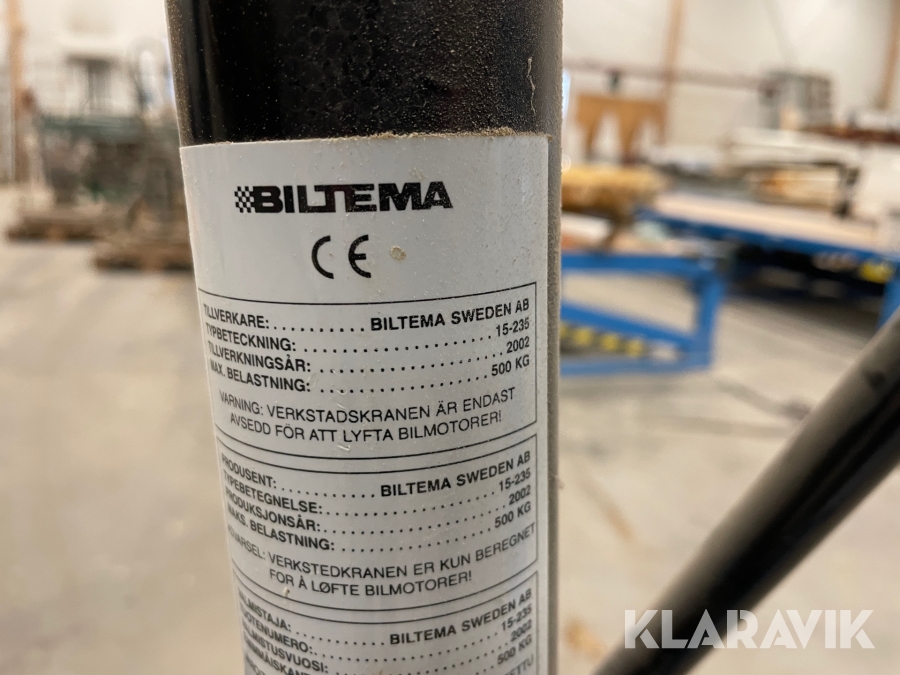 BILTEMA
CE
TILLVERKARE:.......... BILTEMA SWEDEN AB
TYPBETECKNING:.................... 15-235
TILLVERKNINGSÅR:.................... 2002
MAX. BELASTNING:.................... 500 KG
VARNING: VERKSTADSKRANEN ÄR ENDAST
AVSEDD FÖR ATT LYFTA BILMOTORER!
PRODUSENT:............ BILTEMA SWEDEN AB
TYPEBETEGNELSE:.................... 15-235
PRODUKSJONSÅR:.................... 2002
MAKS. BELASTNING:.................... 500 KG
VERKSTEDKRANEN ER KUN BEREGNET
FOR Å LØFTE BILMOTORER!
BILTEMA SWEDEN AB
15-235
2002
500 KG
KLARAVIK